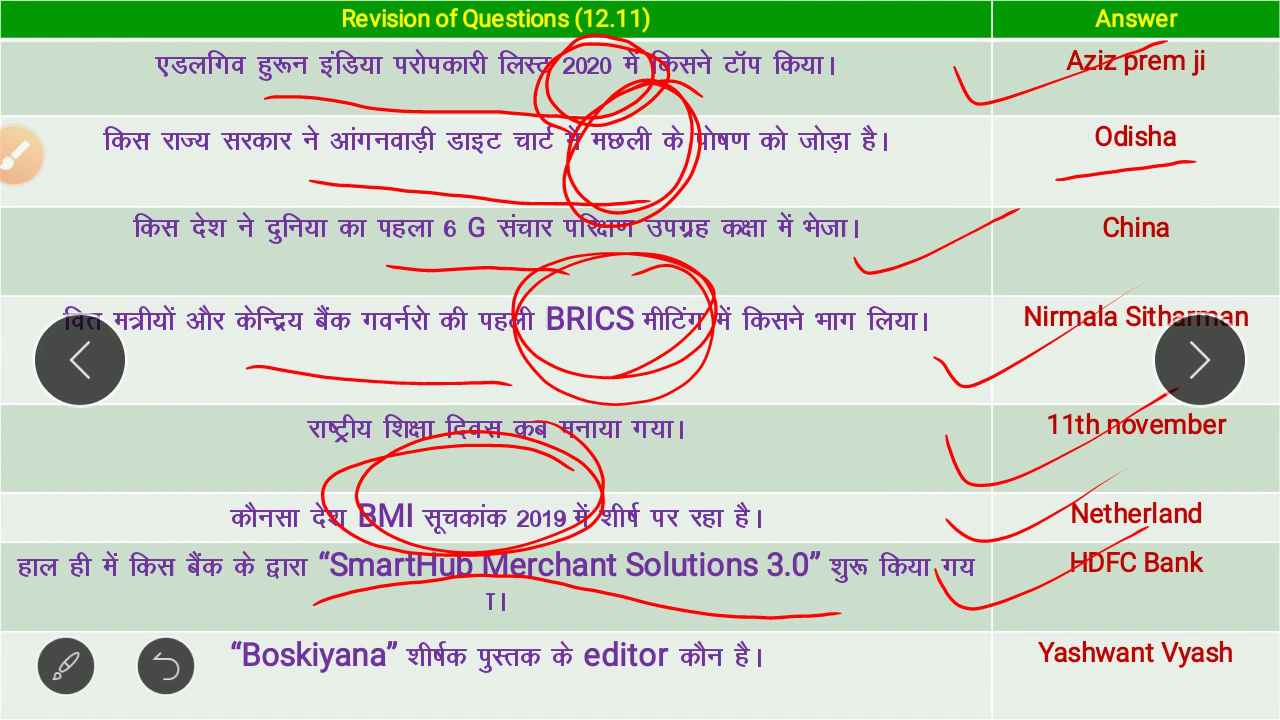 Revision of Questions (12.11)
Answer
एडलगिव हुरून इंडिया परोपकारी लिस्ट 2020 में किसने टॉप किया।
Aziz prem ji
किस राज्य सरकार ने आंगनवाड़ी डाइट चार्ट में मछली के पोषण को जोड़ा है।
Odisha
किस देश ने दुनिया का पहला 6 G संचार परिक्षण उपग्रह कक्षा में भेजा।
China
वित मत्रीयों और केन्द्रिय बैंक गवर्नरो की पहली BRICS मीटिंग में किसने भाग लिया।
Nirmala Sitharman
राष्ट्रीय शिक्षा दिवस कब मनाया गया।
11th november
कौनसा देश BMI सूचकांक 2019 में शीर्ष पर रहा है।
Netherland
हाल ही में किस बैंक के द्वारा “SmartHub Merchant Solutions 3.0” शुरू किया गय
ा।
HDFC Bank
“Boskiyana” शीर्षक पुस्तक के editor कौन है।
Yashwant Vyash